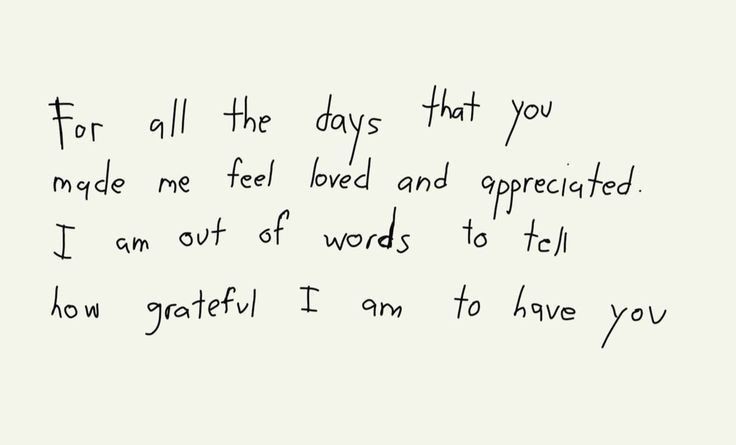 For all the days that you
made me feel loved and appreciated.
I am out of words to tell
how grateful I am to have you